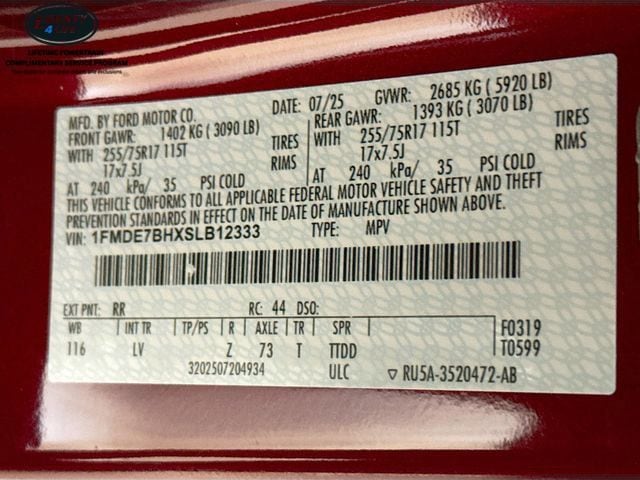 LIFETIME POWERTRAIN
COMPLIMENTARY SERVICE PROGRAM
MFD. BY FORD MOTOR CO.
DATE: 07/25 GVWR: 2685 KG ( 5920 LB)
FRONT GAWR: 1402 KG ( 3090 LB)
REAR GAWR: 1393 KG ( 3070 LB)
WITH 255/75R17 115T TIRES
WITH 255/75R17 115T TIRES
17x7.5J RIMS
17x7.5J RIMS
AT 240 kPa/ 35 PSI COLD
AT 240 kPa/ 35 PSI COLD
THIS VEHICLE CONFORMS TO ALL APPLICABLE FEDERAL MOTOR VEHICLE SAFETY AND THEFT
PREVENTION STANDARDS IN EFFECT ON THE DATE OF MANUFACTURE SHOWN ABOVE.
VIN: 1FMDE7BHXSLB12333 TYPE: MPV
EXT PNT: RR RC: 44 DSO:
WB INT TR TP/PS R AXLE TR SPR F0319
116 LV Z 73 T TTDD T0599
3202507204934 ULC ▽ RU5A-3520472-AB